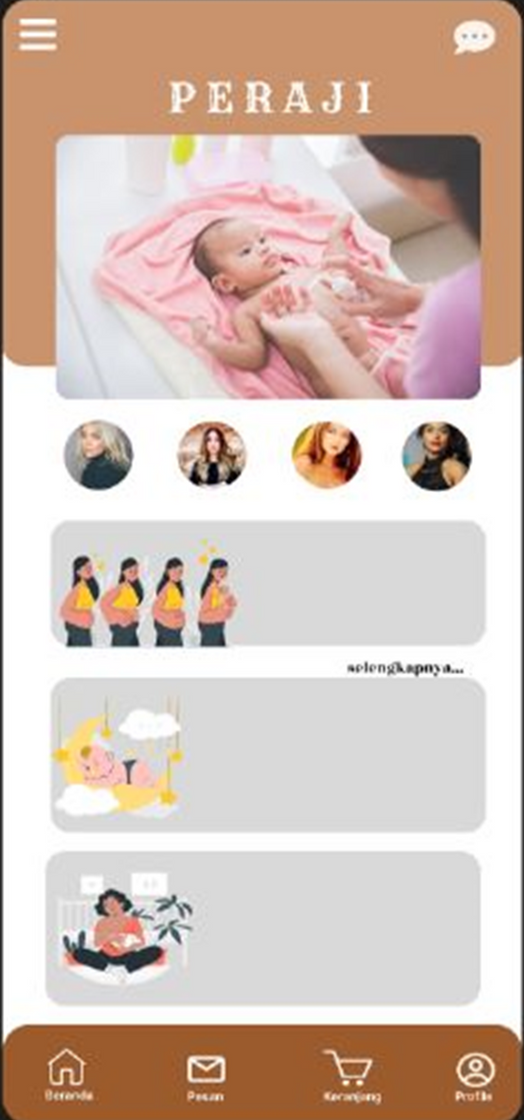 PERAJI
selengkapnya...
Beranda
Pesan
Keranjang
Profile